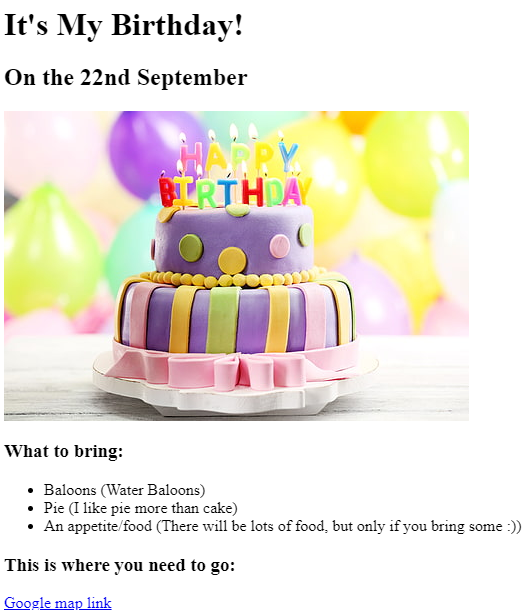 It's My Birthday!
On the 22nd September
HAPPY
BIRTHDAY
What to bring:
Baloons (Water Baloons)
Pie (I like pie more than cake)
An appetite/food (There will be lots of food, but only if you bring some :))
This is where you need to go:
Google map link